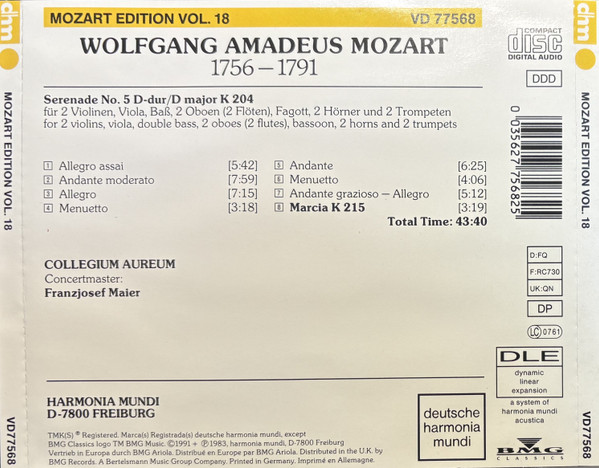 dhm
MOZART EDITION VOL. 18
VD 77568
MOZART EDITION VOL. 18 VD 77568
WOLFGANG AMADEUS MOZART
1756 – 1791
COMPACT
disc
DIGITAL AUDIO
DDD
Serenade No. 5 D-dur/D major K 204
für 2 Violinen, Viola, Baß, 2 Oboen (2 Flöten), Fagott, 2 Hörner und 2 Trompeten
for 2 violins, viola, double bass, 2 oboes (2 flutes), bassoon, 2 horns and 2 trumpets
1 Allegro assai [5:42]
2 Andante moderato [7:59]
3 Allegro [7:15]
4 Menuetto [3:18]
5 Andante [6:25]
6 Menuetto [4:06]
7 Andante grazioso – Allegro [5:12]
8 Marcia K 215 [3:19]
Total Time: 43:40
0 035627 756825
COLLEGIUM AUREUM
Concertmaster:
Franzjosef Maier
D:FQ
F:RC730
UK:QN
DP
LC 0761
DLE
dynamic
linear
expansion
a system of
harmonia mundi
acustica
HARMONIA MUNDI
D-7800 FREIBURG
deutsche
harmonia
mundi
BMG
CLASSICS
TMK(S)® Registered. Marca(s) Registrada(s) deutsche harmonia mundi, except
BMG Classics logo TM BMG Music. ©1991 + ℗1983, harmonia mundi, D-7800 Freiburg
Vertrieb in Europa durch BMG Ariola. Distribué en Europe par BMG Ariola. Distributed in the U.K. by
BMG Records. A Bertelsmann Music Group Company. Printed in Germany. Imprimé en Allemagne.
dhm
MOZART EDITION VOL. 18
VD77568